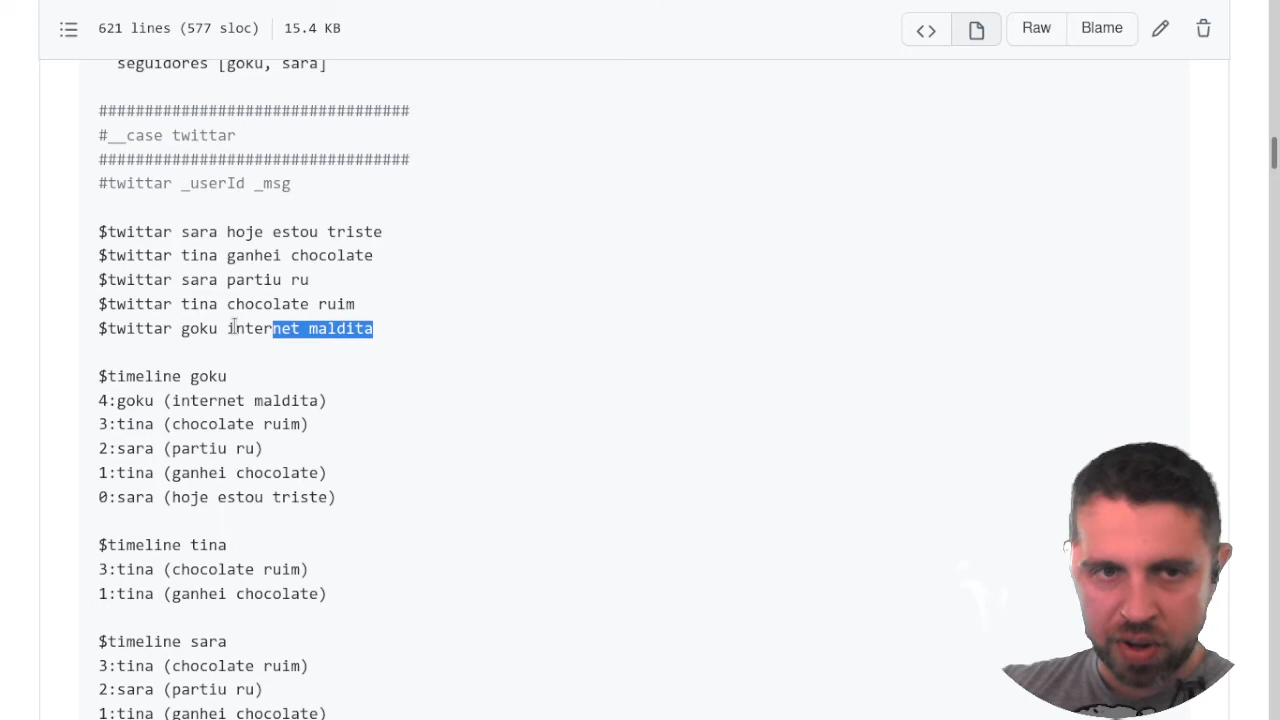 621 lines (577 sloc) 15.4 KB Raw Blame
seguidores [goku, sara]
##################################
#__case twittar
##################################
#twittar _userId _msg
$twittar sara hoje estou triste
$twittar tina ganhei chocolate
$twittar sara partiu ru
$twittar tina chocolate ruim
$twittar goku internet maldita
$timeline goku
4:goku (internet maldita)
3:tina (chocolate ruim)
2:sara (partiu ru)
1:tina (ganhei chocolate)
0:sara (hoje estou triste)
$timeline tina
3:tina (chocolate ruim)
1:tina (ganhei chocolate)
$timeline sara
3:tina (chocolate ruim)
2:sara (partiu ru)
1:tina (ganhei chocolate)